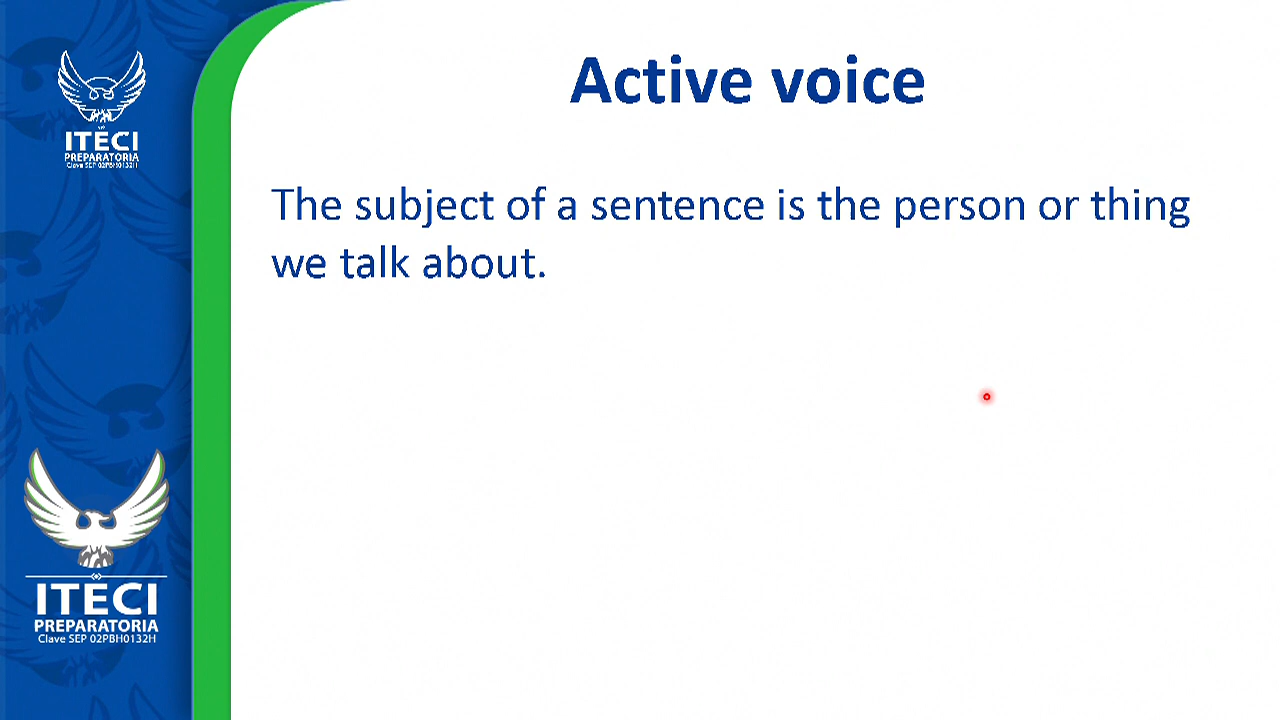 Active voice
The subject of a sentence is the person or thing
we talk about.
ITECI
PREPARATORIA
Clave SEP 02PBH0132H
ITECI
PREPARATORIA
Clave SEP 02PBH0132H